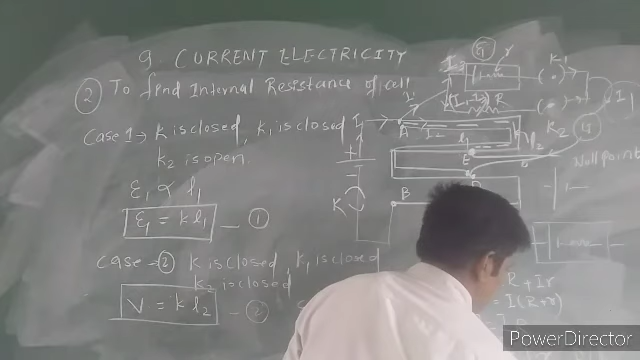 9. CURRENT ELECTRICITY
② To find Internal Resistance of cell
Case 1 → K is closed, K1 is closed
K2 is open.
ε1 ∝ l1
ε1 = k l1 — ①
Case → ② K is closed, K1 is closed
K2 is closed
V = k l2 — ②
K1
R
A
I
K2
l1
l2
E
Null point
+
−
B
K
R + Ir
= I(R+r)
PowerDirector